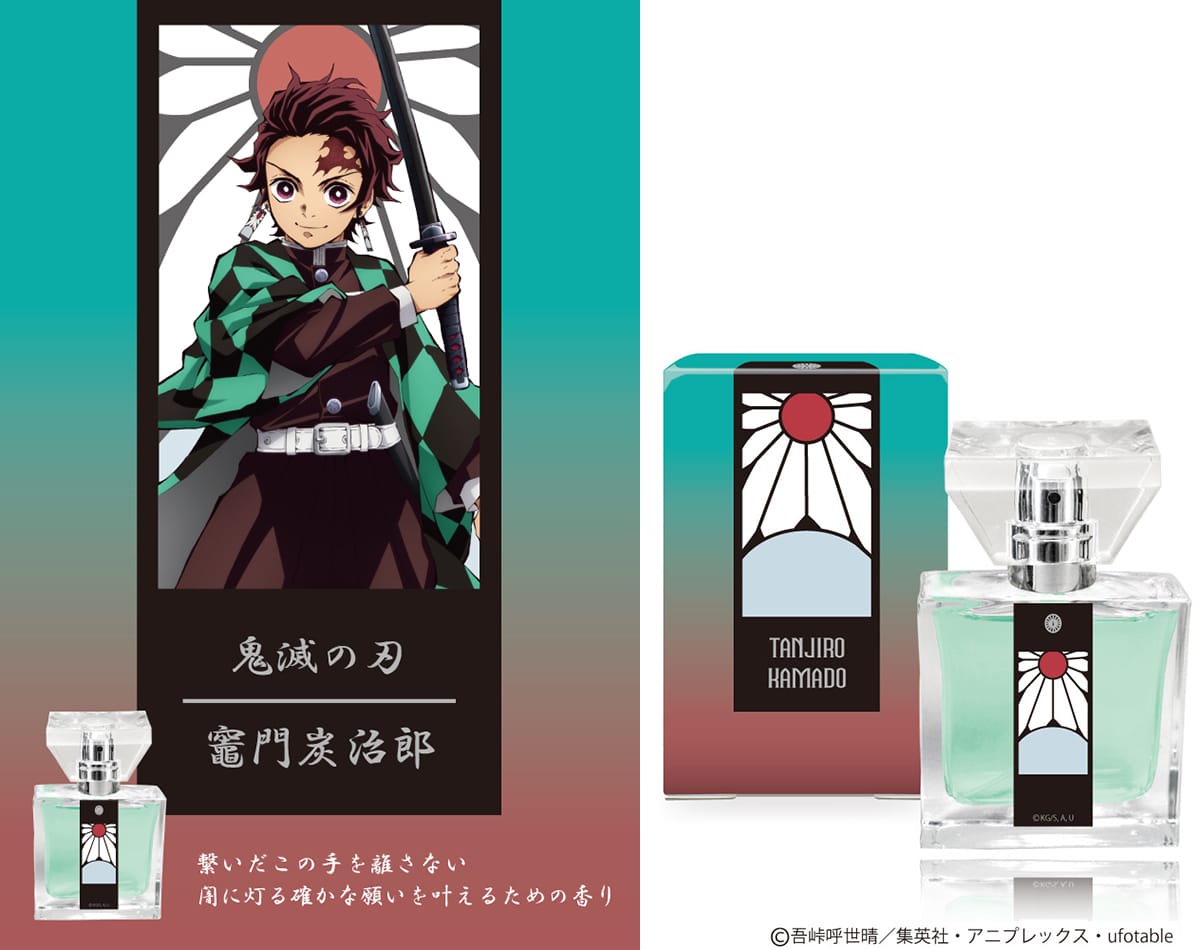 鬼滅の刃
竈門炭治郎
繋いだこの手を離さない
闇に灯る確かな願いを叶えるための香り
TANJIRO
KAMADO
©KG/S, A, U
©吾峠呼世晴／集英社・アニプレックス・ufotable